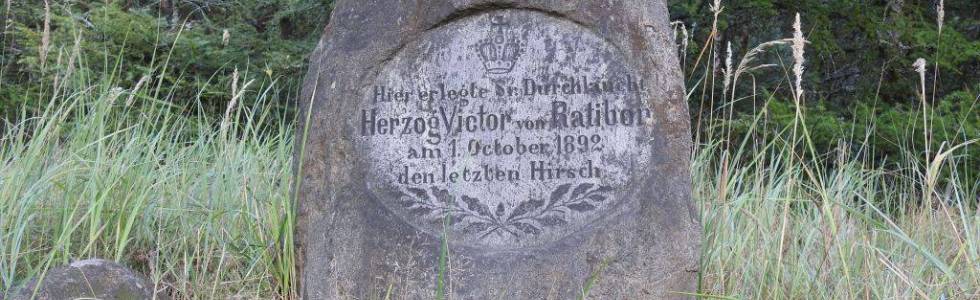 Hier erlegte Sr. Durchlaucht
Herzog Victor von Ratibor
am 1. October 1892
den letzten Hirsch.